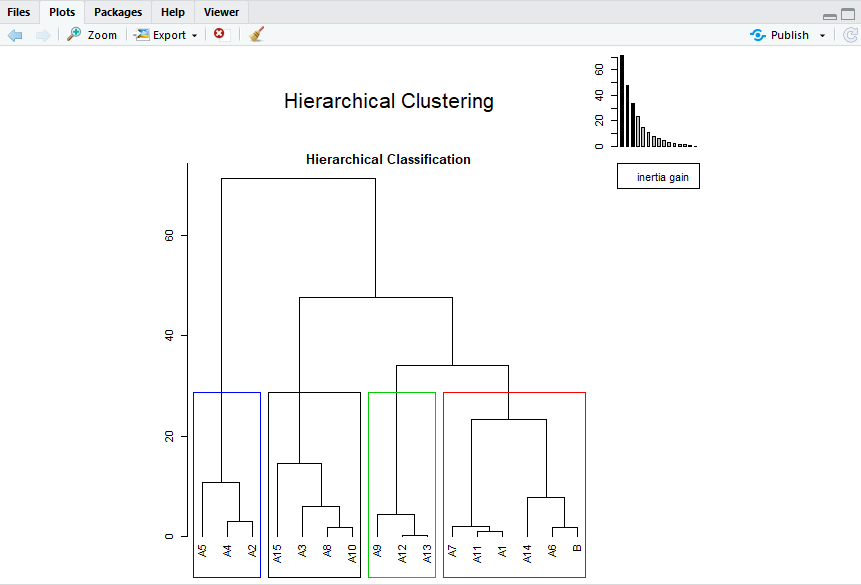 Files Plots Packages Help Viewer
Zoom Export Publish
Hierarchical Clustering
60
40
20
0
inertia gain
Hierarchical Classification
60
40
20
0
A5 A4 A2 A15 A3 A8 A10 A9 A12 A13 A7 A11 A1 A14 A6 B